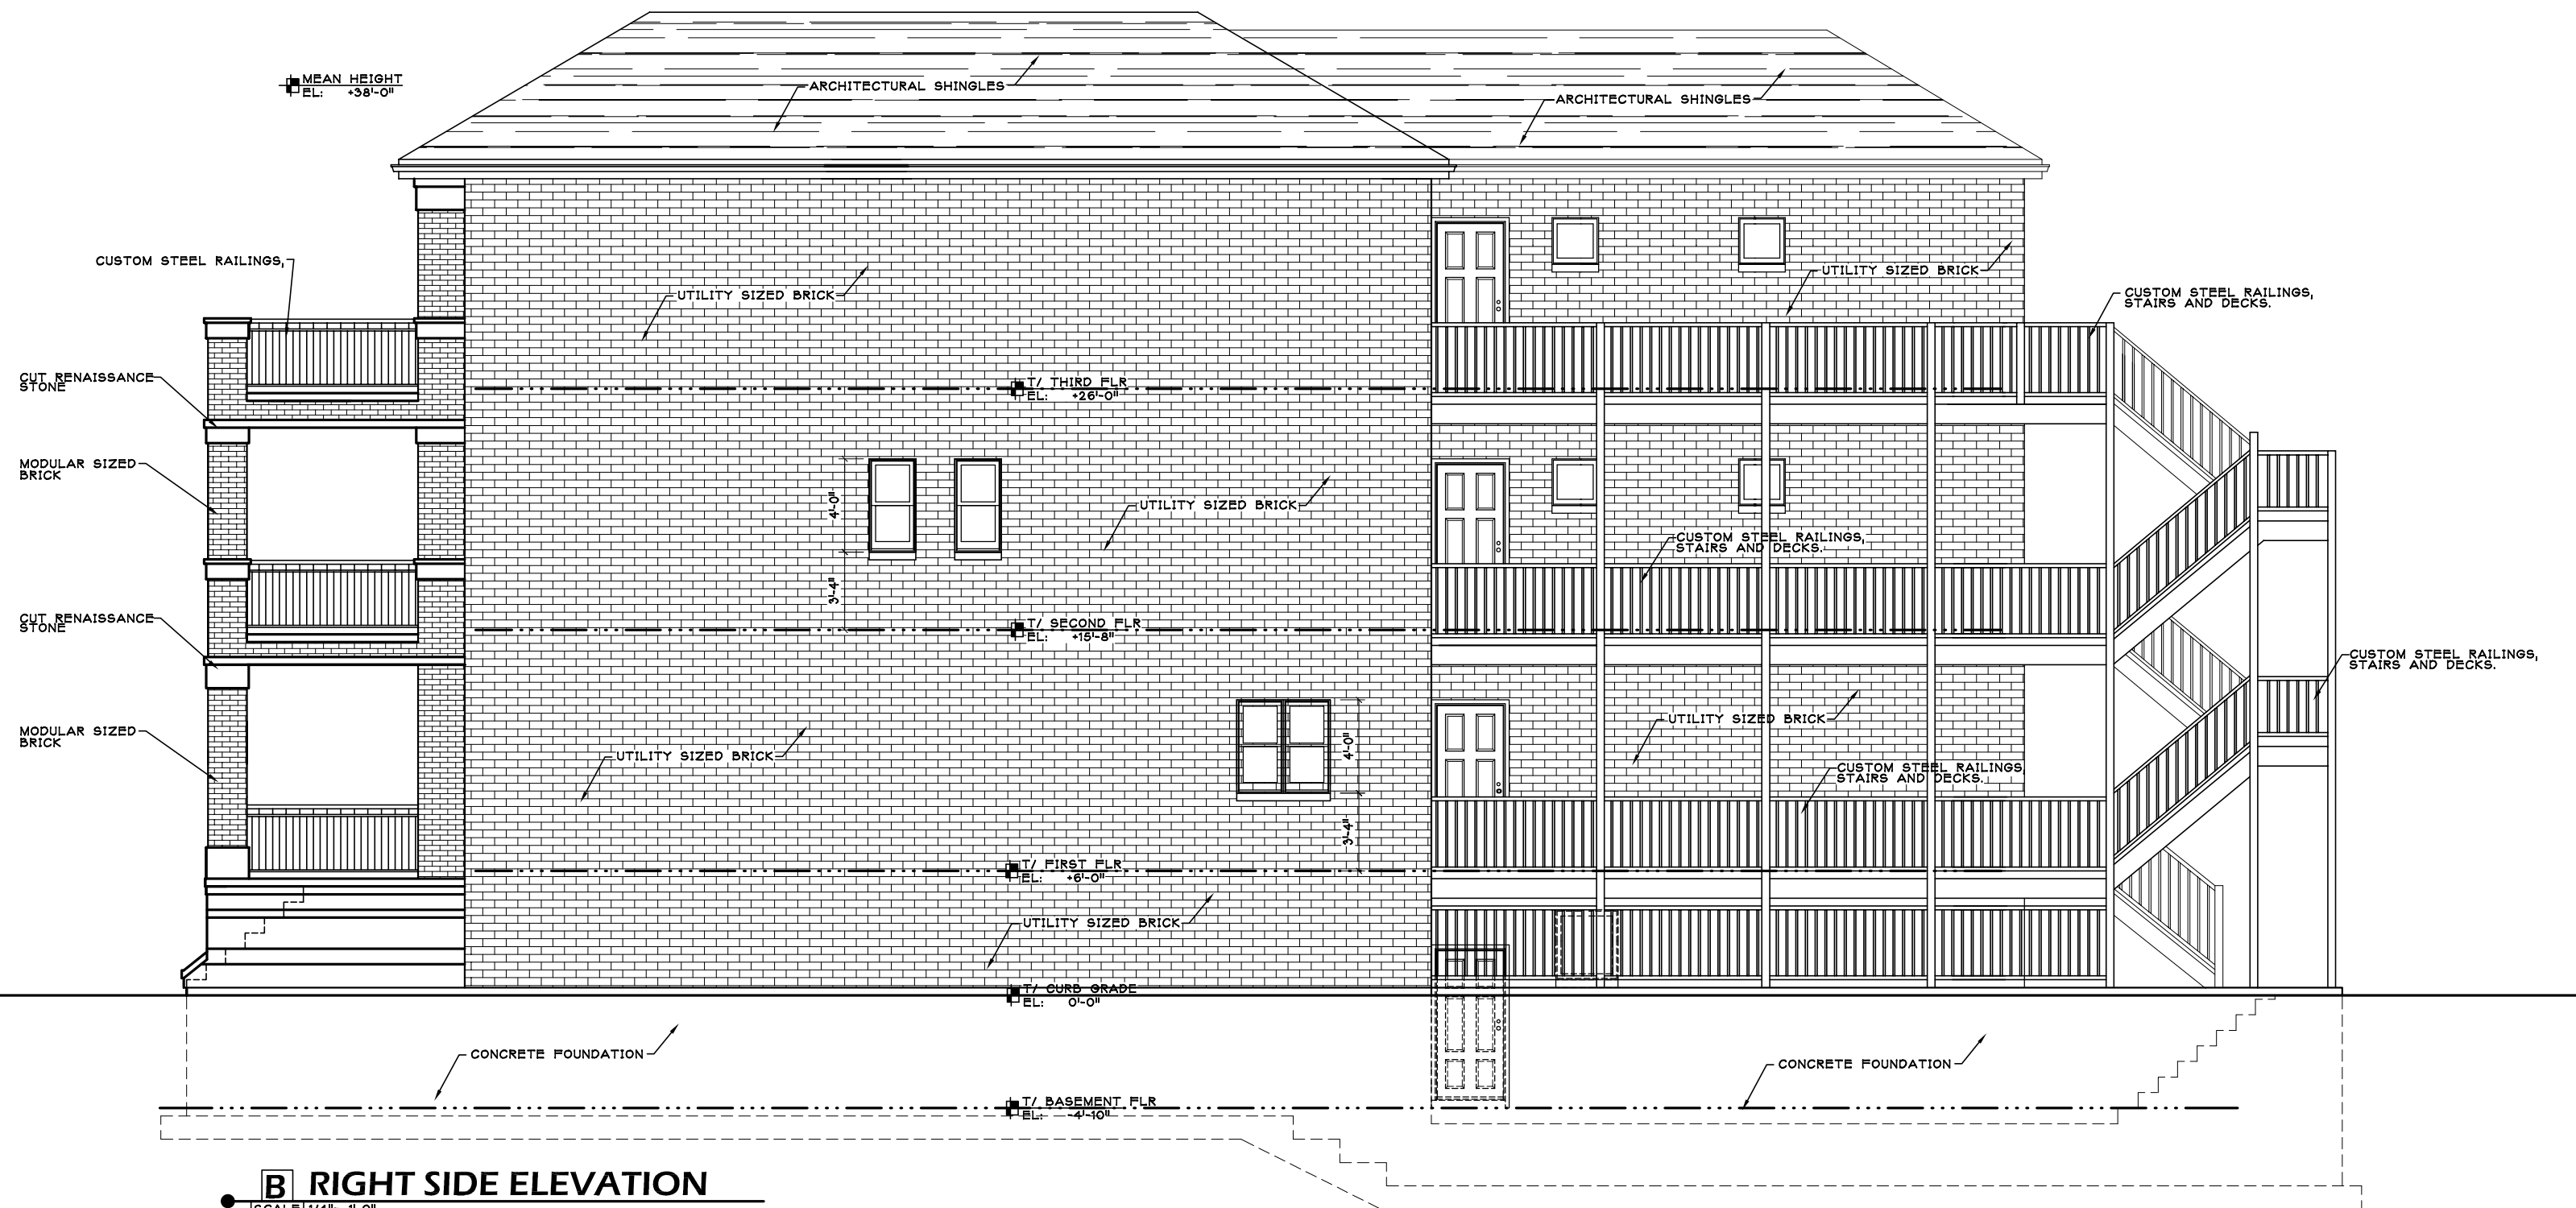 MEAN HEIGHT
EL: +38'-0"
ARCHITECTURAL SHINGLES
ARCHITECTURAL SHINGLES
CUSTOM STEEL RAILINGS,
UTILITY SIZED BRICK
UTILITY SIZED BRICK
CUSTOM STEEL RAILINGS,
STAIRS AND DECKS.
CUT RENAISSANCE
STONE
T/ THIRD FLR
EL: +26'-0"
MODULAR SIZED
BRICK
4'-0"
UTILITY SIZED BRICK
CUSTOM STEEL RAILINGS,
STAIRS AND DECKS.
3'-4"
CUT RENAISSANCE
STONE
T/ SECOND FLR
EL: +15'-8"
CUSTOM STEEL RAILINGS,
STAIRS AND DECKS.
MODULAR SIZED
BRICK
UTILITY SIZED BRICK
4'-0"
UTILITY SIZED BRICK
CUSTOM STEEL RAILINGS,
STAIRS AND DECKS.
3'-4"
T/ FIRST FLR
EL: +6'-0"
UTILITY SIZED BRICK
T/ CURB GRADE
EL: 0'-0"
CONCRETE FOUNDATION
CONCRETE FOUNDATION
T/ BASEMENT FLR
EL: -4'-10"
B RIGHT SIDE ELEVATION